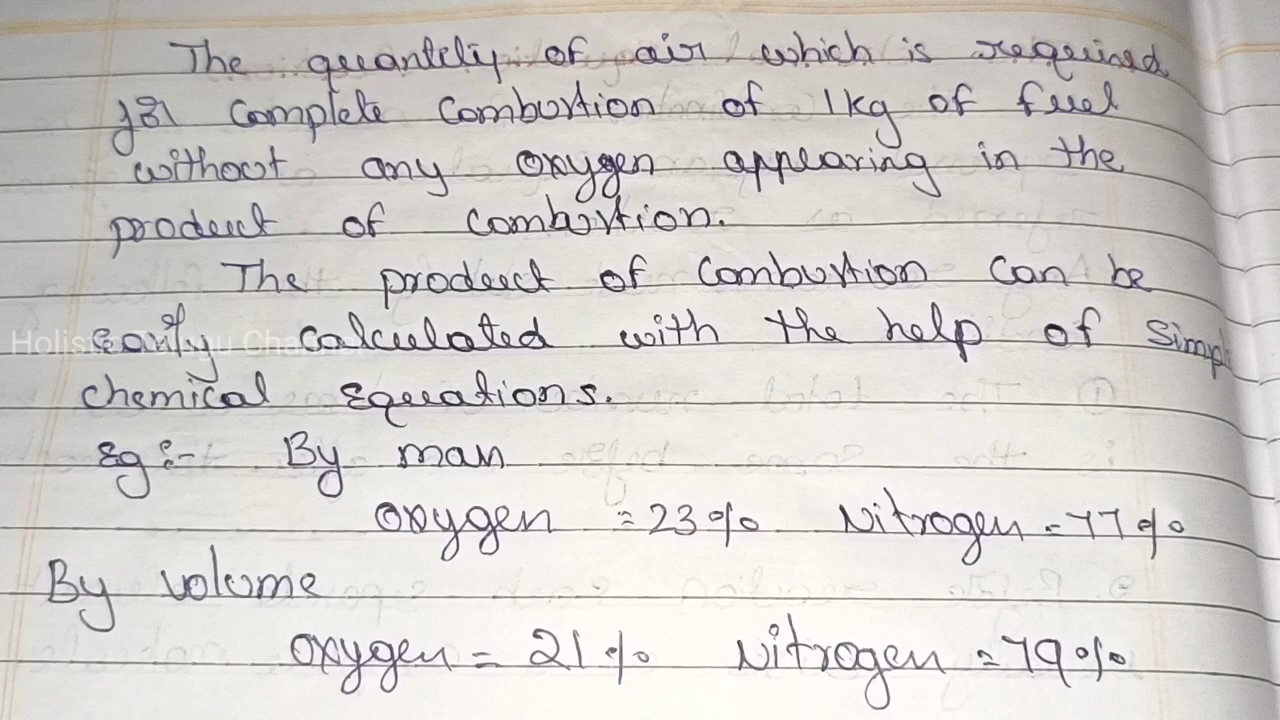 The quantity of air which is required
for complete combustion of 1kg of fuel
without any oxygen appearing in the
product of combustion.
The product of combustion can be
easily calculated with the help of simpl
chemical Equations.
Eg :- By mass
oxygen = 23% Nitrogen = 77%
By volume
oxygen = 21% Nitrogen = 79%